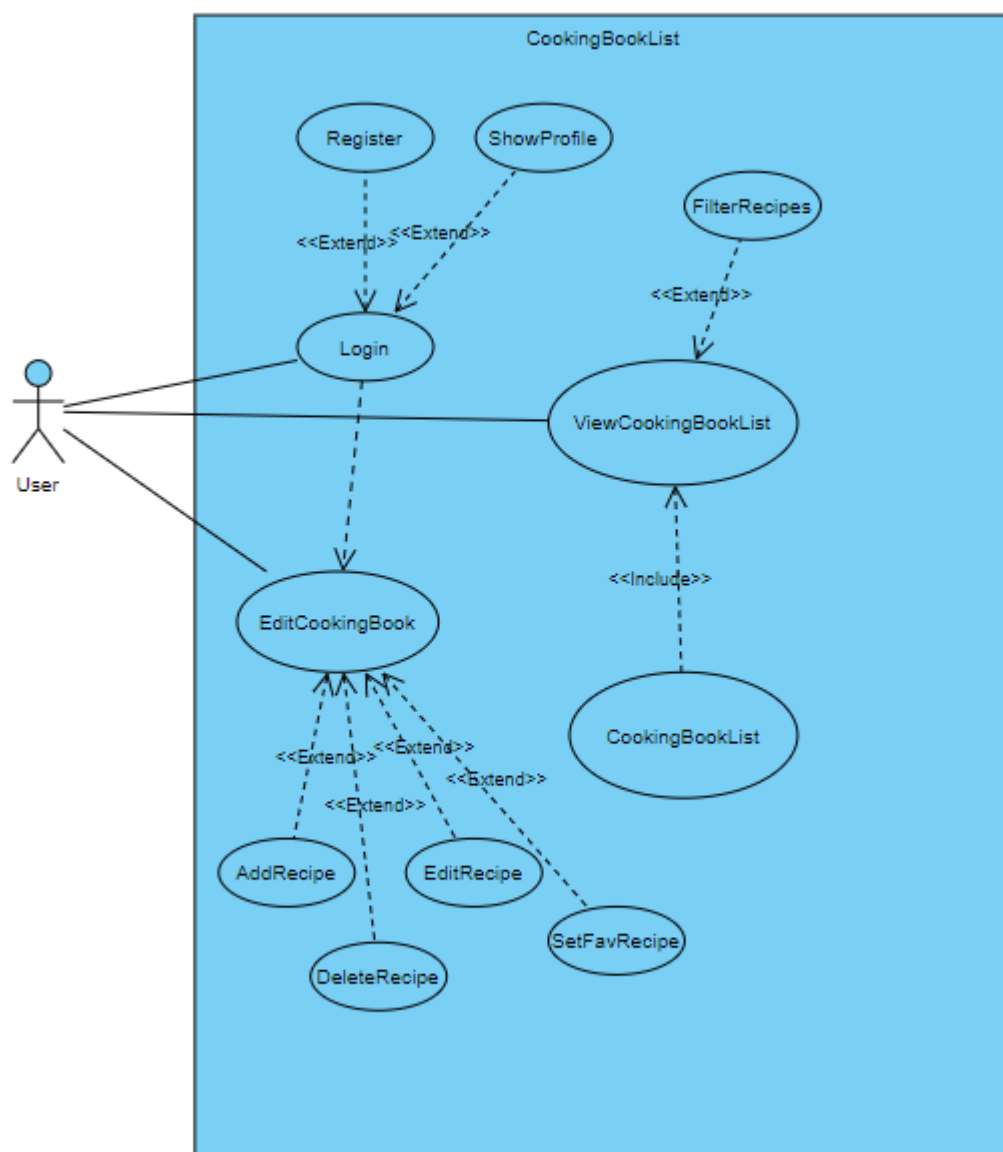 CookingBookList
Register
ShowProfile
FilterRecipes
<<Extend>>
<<Extend>>
<<Extend>>
Login
ViewCookingBookList
User
<<Include>>
EditCookingBook
CookingBookList
<<Extend>>
<<Extend>>
<<Extend>>
<<Extend>>
AddRecipe
EditRecipe
SetFavRecipe
DeleteRecipe